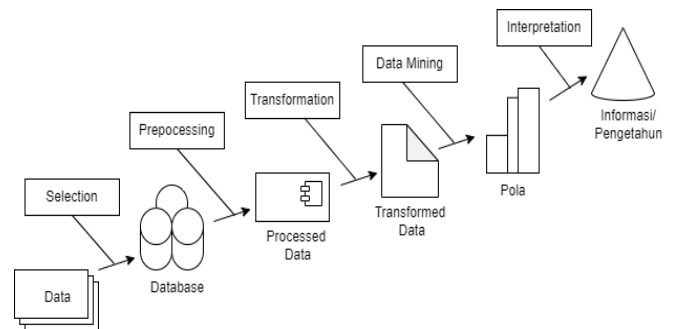 Interpretation
Data Mining
Transformation
Prepocessing
Selection
Informasi/
Pengetahun
Pola
Transformed
Data
Processed
Data
Database
Data